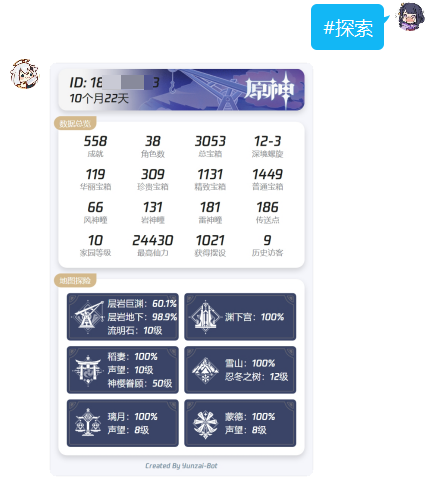 #探索
ID: 18 3
10个月22天
原神
数据总览
558 38 3053 12-3
成就 角色数 总宝箱 深境螺旋
119 309 1131 1449
华丽宝箱 珍贵宝箱 精致宝箱 普通宝箱
66 131 181 186
风神瞳 岩神瞳 雷神瞳 传送点
10 24430 1021 9
家园等级 最高仙力 获得摆设 历史访客
地图探险
层岩巨渊: 60.1%
层岩地下: 98.9%
流明石: 10级
渊下宫: 100%
稻妻: 100%
声望: 10级
神樱眷顾: 50级
雪山: 100%
忍冬之树: 12级
璃月: 100%
声望: 8级
蒙德: 100%
声望: 8级
Created By Yunzai-Bot